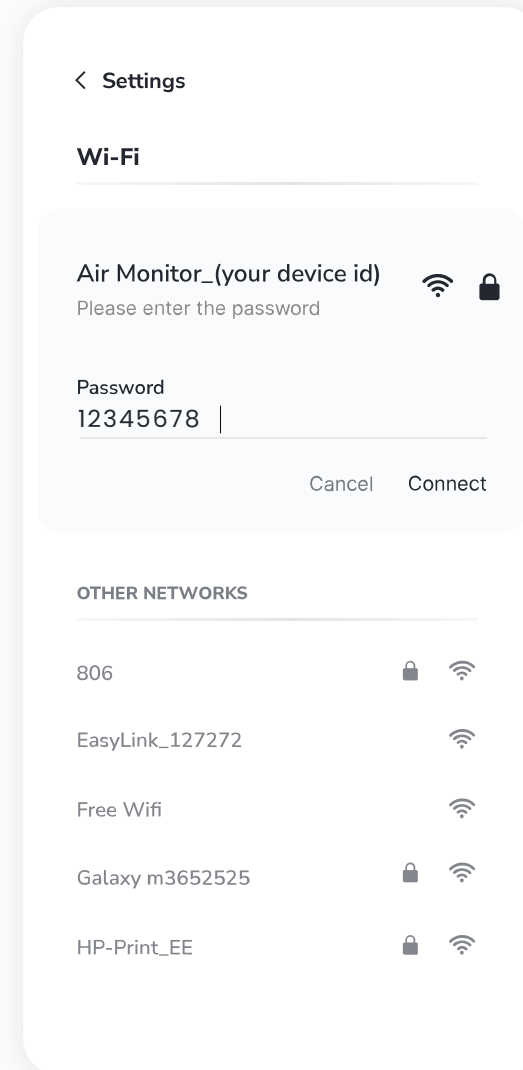 Settings
Wi-Fi
Air Monitor_(your device id)
Please enter the password
Password
12345678
Cancel Connect
OTHER NETWORKS
806
EasyLink_127272
Free Wifi
Galaxy m3652525
HP-Print_EE